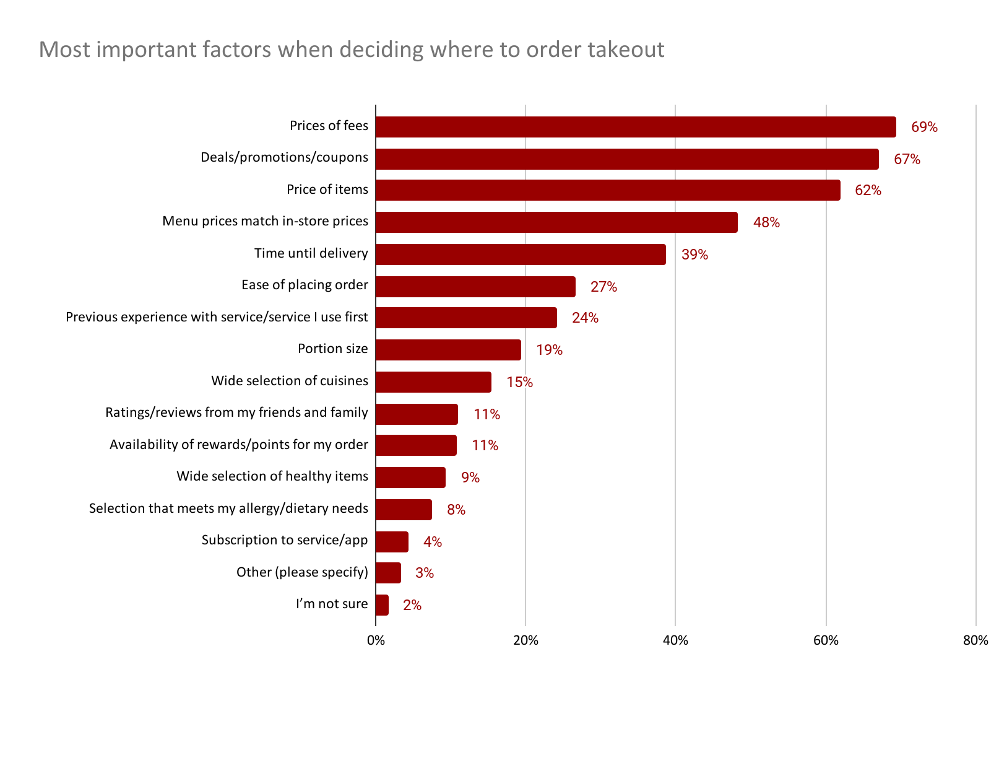 Most important factors when deciding where to order takeout
Prices of fees 69%
Deals/promotions/coupons 67%
Price of items 62%
Menu prices match in-store prices 48%
Time until delivery 39%
Ease of placing order 27%
Previous experience with service/service I use first 24%
Portion size 19%
Wide selection of cuisines 15%
Ratings/reviews from my friends and family 11%
Availability of rewards/points for my order 11%
Wide selection of healthy items 9%
Selection that meets my allergy/dietary needs 8%
Subscription to service/app 4%
Other (please specify) 3%
I’m not sure 2%
0% 20% 40% 60% 80%